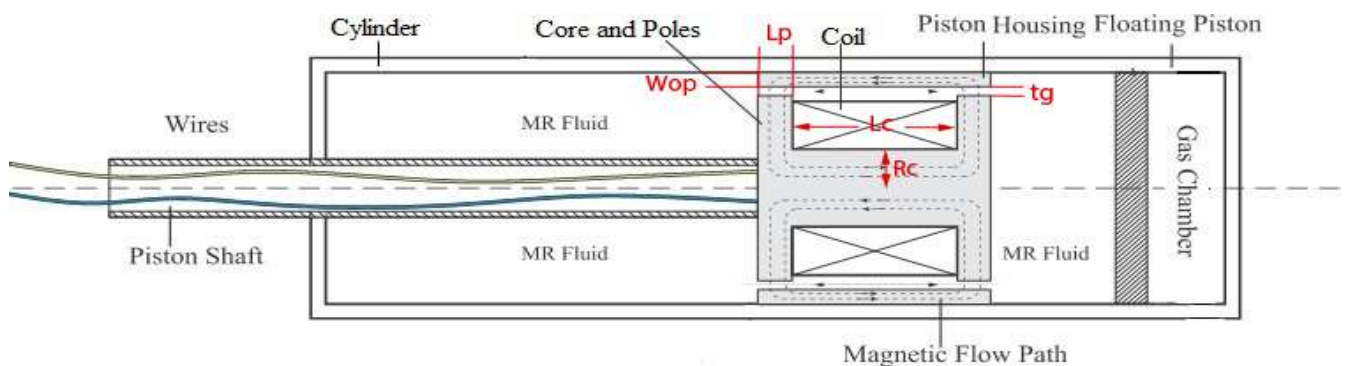 Cylinder
Core and Poles
Lp
Coil
Piston Housing Floating Piston
Wop
tg
Wires
MR Fluid
Lc
Rc
Gas Chamber
Piston Shaft
MR Fluid
MR Fluid
Magnetic Flow Path